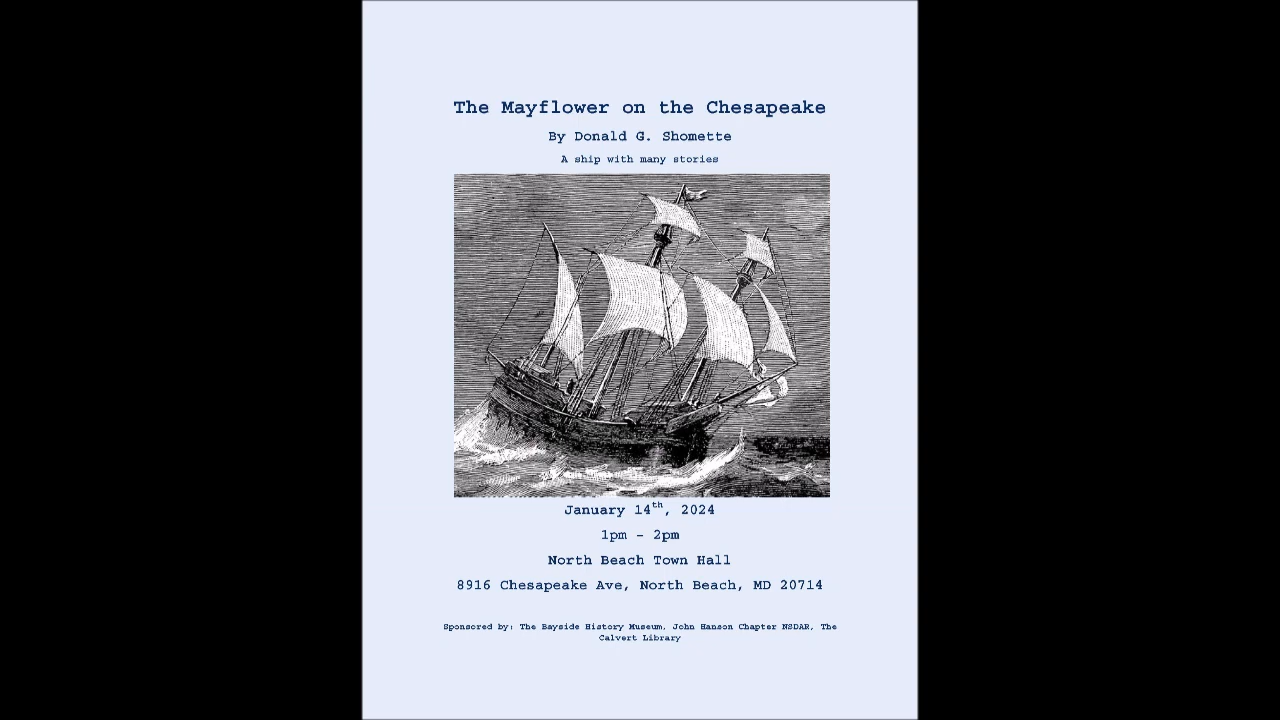 The Mayflower on the Chesapeake
By Donald G. Shomette
A ship with many stories
January 14th, 2024
1pm – 2pm
North Beach Town Hall
8916 Chesapeake Ave, North Beach, MD 20714
Sponsored by: The Bayside History Museum, John Hanson Chapter NSDAR, The
Calvert Library